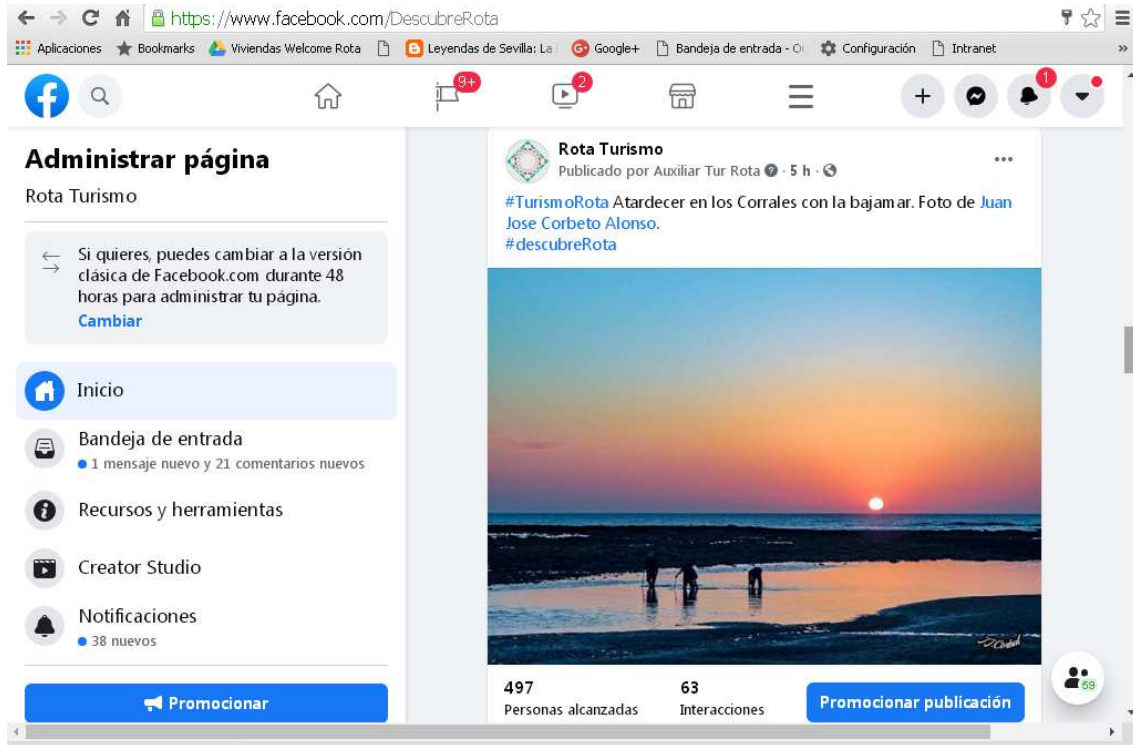 https://www.facebook.com/DescubreRota
Aplicaciones Bookmarks Viviendas Welcome Rota Leyendas de Sevilla: La Google+ Bandeja de entrada - O Configuración Intranet »
9+ 2 1
Administrar página
Rota Turismo
Si quieres, puedes cambiar a la versión
clásica de Facebook.com durante 48
horas para administrar tu página.
Cambiar
Inicio
Bandeja de entrada
1 mensaje nuevo y 21 comentarios nuevos
Recursos y herramientas
Creator Studio
Notificaciones
38 nuevos
Promocionar
Rota Turismo
Publicado por Auxiliar Tur Rota · 5 h ·
#TurismoRota Atardecer en los Corrales con la bajamar. Foto de Juan
Jose Corbeto Alonso.
#descubreRota
497 63
Personas alcanzadas Interacciones
Promocionar publicación
59